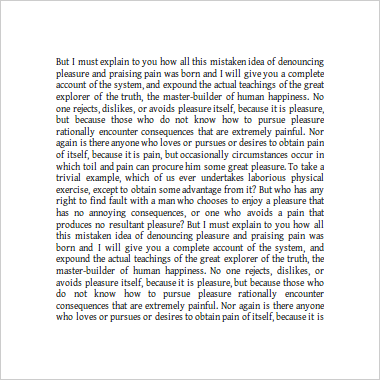 But I must explain to you how all this mistaken idea of denouncing
pleasure and praising pain was born and I will give you a complete
account of the system, and expound the actual teachings of the great
explorer of the truth, the master-builder of human happiness. No
one rejects, dislikes, or avoids pleasure itself, because it is pleasure,
but because those who do not know how to pursue pleasure
rationally encounter consequences that are extremely painful. Nor
again is there anyone who loves or pursues or desires to obtain pain
of itself, because it is pain, but occasionally circumstances occur in
which toil and pain can procure him some great pleasure. To take a
trivial example, which of us ever undertakes laborious physical
exercise, except to obtain some advantage from it? But who has any
right to find fault with a man who chooses to enjoy a pleasure that
has no annoying consequences, or one who avoids a pain that
produces no resultant pleasure? But I must explain to you how all
this mistaken idea of denouncing pleasure and praising pain was
born and I will give you a complete account of the system, and
expound the actual teachings of the great explorer of the truth, the
master-builder of human happiness. No one rejects, dislikes, or
avoids pleasure itself, because it is pleasure, but because those who
do not know how to pursue pleasure rationally encounter
consequences that are extremely painful. Nor again is there anyone
who loves or pursues or desires to obtain pain of itself, because it is